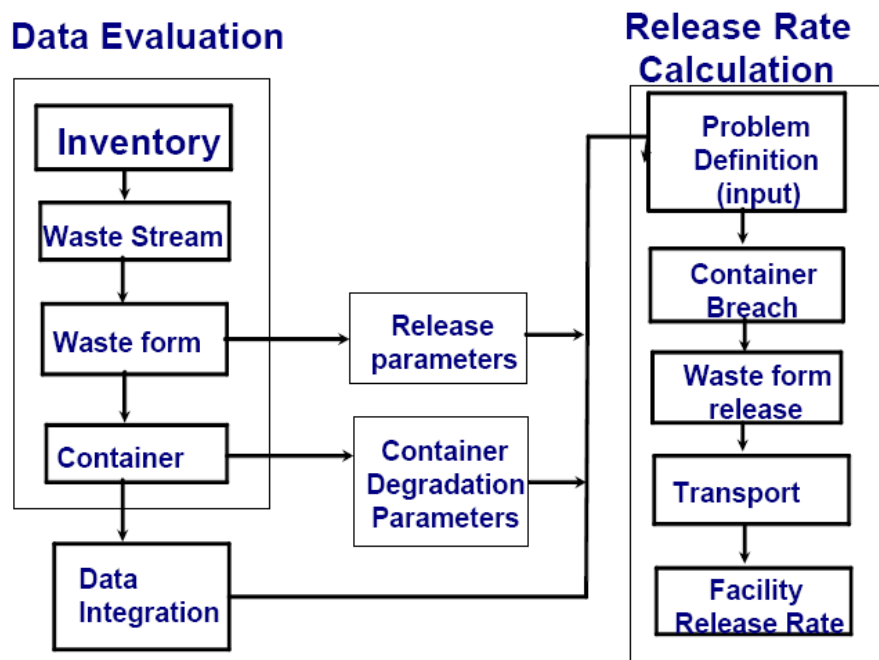 Data Evaluation
Inventory
Waste Stream
Waste form
Container
Data
Integration
Release
parameters
Container
Degradation
Parameters
Release Rate
Calculation
Problem
Definition
(input)
Container
Breach
Waste form
release
Transport
Facility
Release Rate